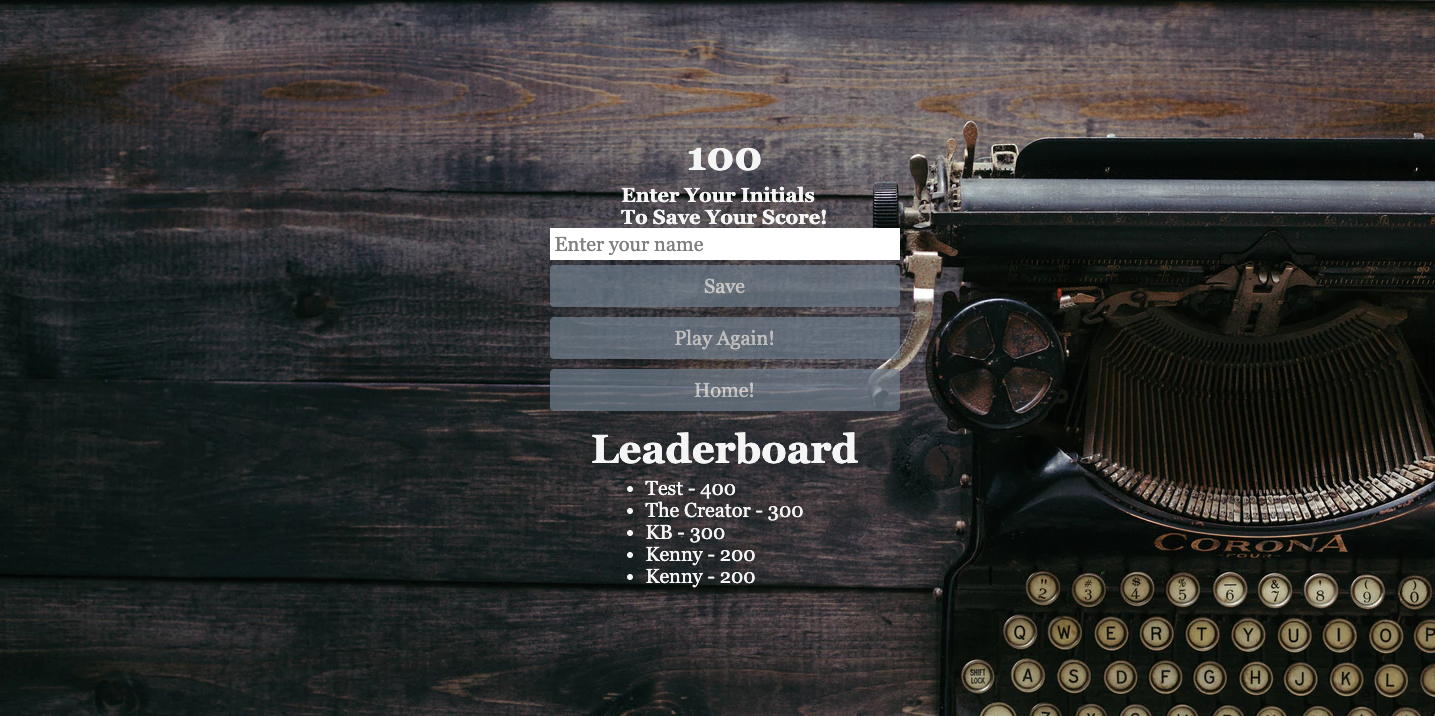 100
Enter Your Initials
To Save Your Score!
Enter your name
Save
Play Again!
Home!
Leaderboard
Test - 400
The Creator - 300
KB - 300
Kenny - 200
Kenny - 200
CORONA
FOUR
" 2 # 3 $ 4 % 5 _ 6 & 7 ' 8 ( 9 ) 0
Q W E R T Y U I O P
SHIFT LOCK A S D F G H J K L